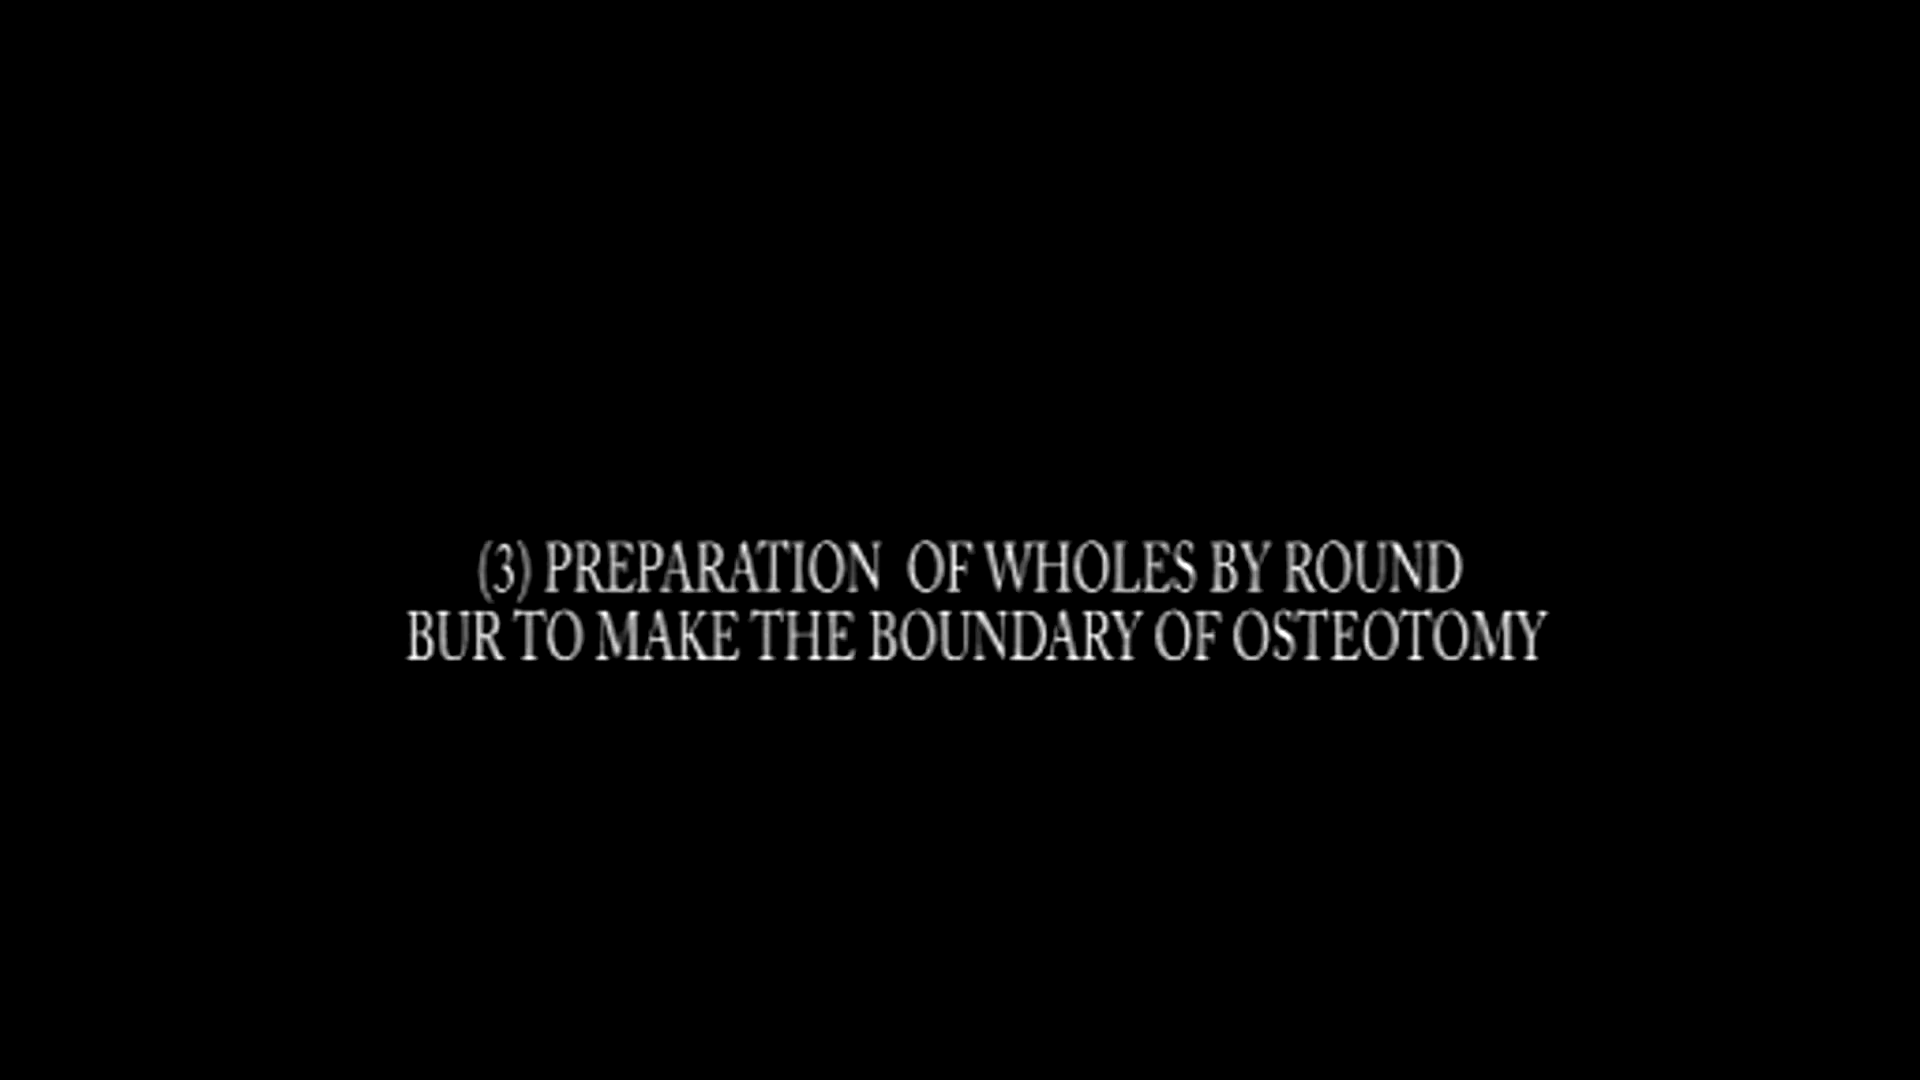 (3) PREPARATION  OF WHOLES BY ROUND
BUR TO MAKE THE BOUNDARY OF OSTEOTOMY